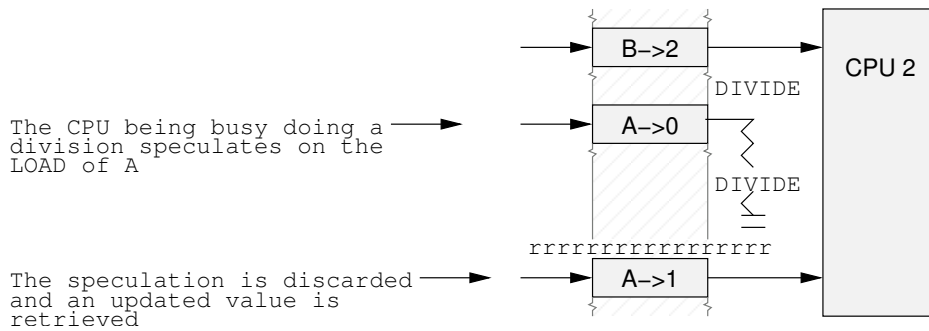 B–>2
CPU 2
DIVIDE
The CPU being busy doing a
division speculates on the
LOAD of A
A–>0
DIVIDE
rrrrrrrrrrrrrrrrr
The speculation is discarded
and an updated value is
retrieved
A–>1